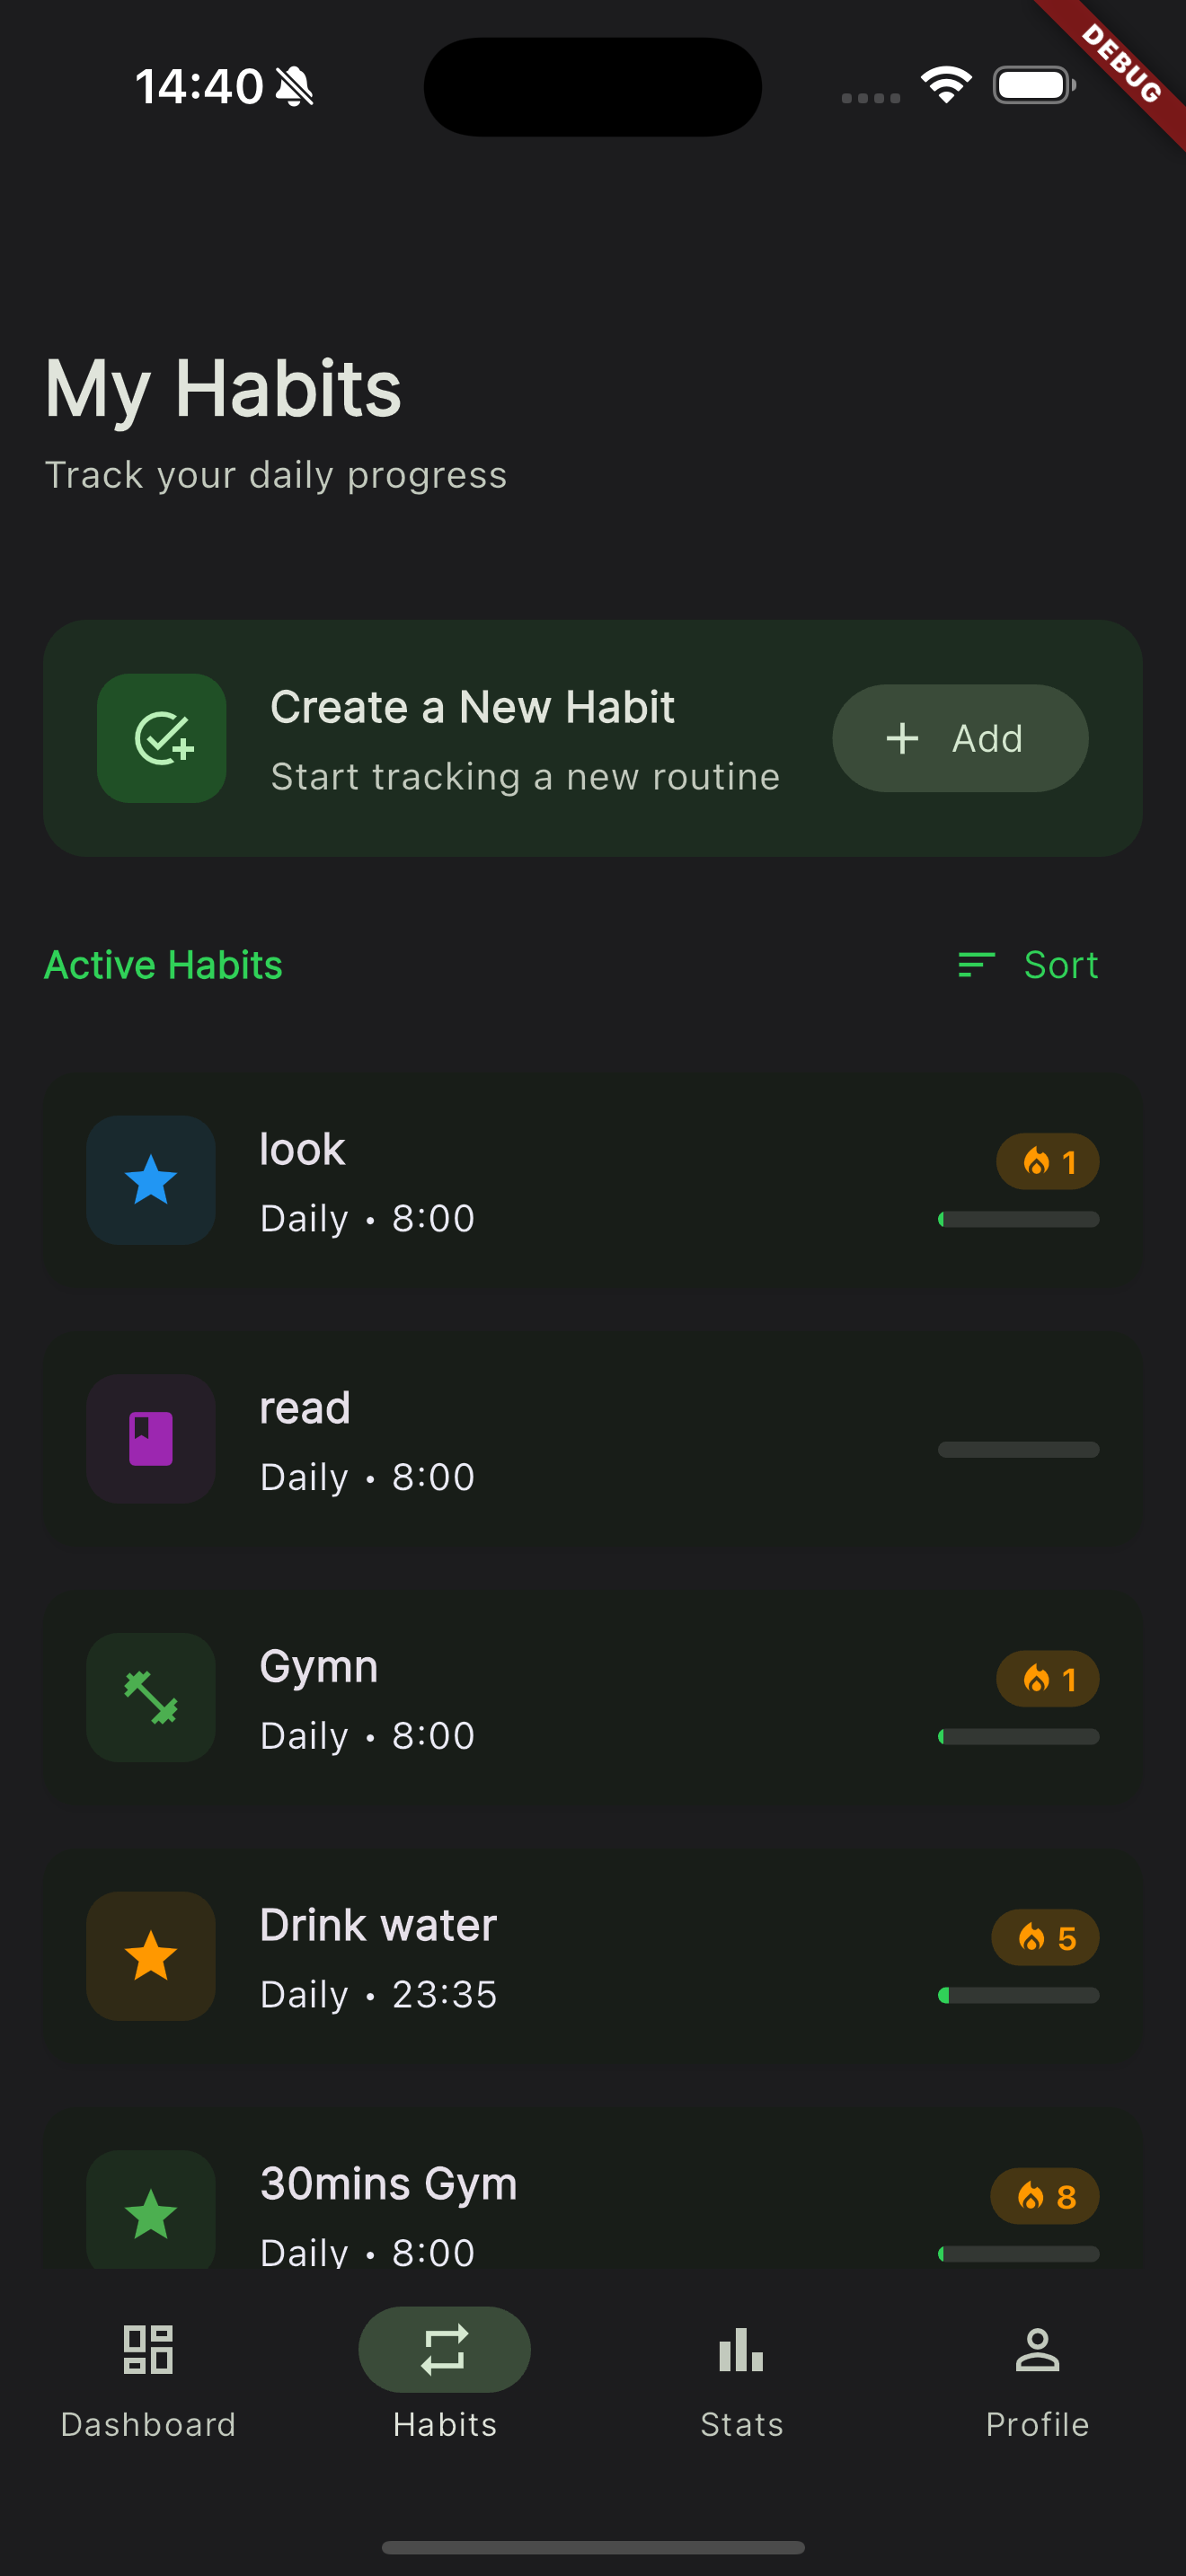 14:40
DEBUG
My Habits
Track your daily progress
Create a New Habit
Start tracking a new routine
Add
Active Habits
Sort
look
Daily • 8:00
1
read
Daily • 8:00
Gymn
Daily • 8:00
1
Drink water
Daily • 23:35
5
30mins Gym
Daily • 8:00
8
Dashboard
Habits
Stats
Profile